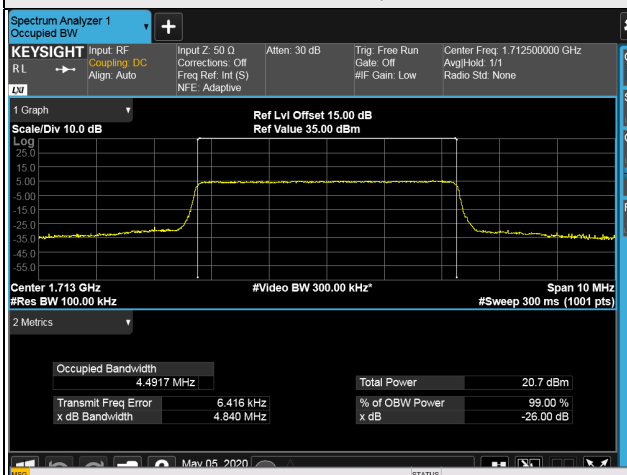 Spectrum Analyzer 1
Occupied BW
KEYSIGHT
R L
LXI
Input: RF
Coupling: DC
Align: Auto
Input Z: 50 Ω
Corrections: Off
Freq Ref: Int (S)
NFE: Adaptive
Atten: 30 dB
Trig: Free Run
Gate: Off
#IF Gain: Low
Center Freq: 1.712500000 GHz
Avg|Hold: 1/1
Radio Std: None
1 Graph
Scale/Div 10.0 dB
Ref Lvl Offset 15.00 dB
Ref Value 35.00 dBm
Log
25.0
15.0
5.00
-5.00
-15.0
-25.0
-35.0
-45.0
-55.0
Center 1.713 GHz
#Video BW 300.00 kHz*
Span 10 MHz
#Res BW 100.00 kHz
#Sweep 300 ms (1001 pts)
2 Metrics
Occupied Bandwidth
4.4917 MHz
Total Power 20.7 dBm
Transmit Freq Error 6.416 kHz
% of OBW Power 99.00 %
x dB Bandwidth 4.840 MHz
x dB -26.00 dB
May 05, 2020
MSG
STATUS